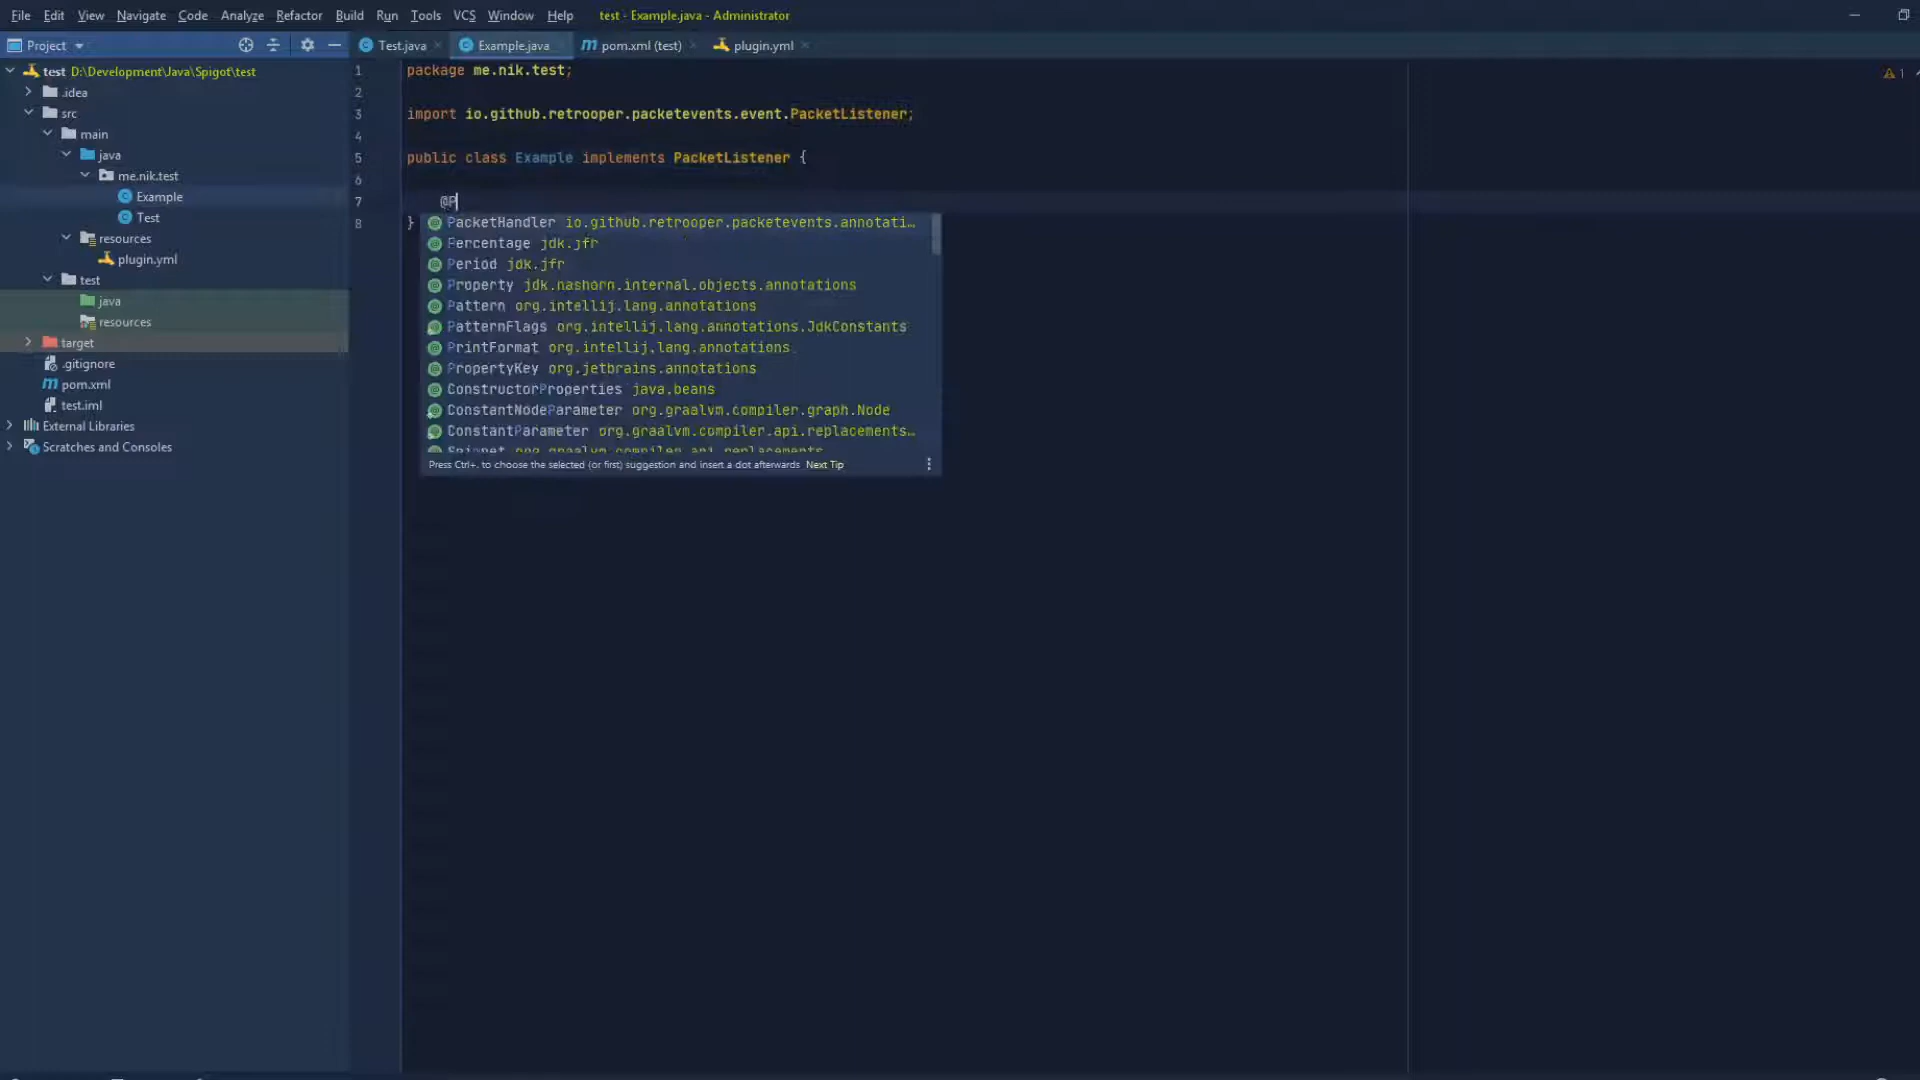 File Edit View Navigate Code Analyze Refactor Build Run Tools VCS Window Help test - Example.java - Administrator
Project Test.java Example.java pom.xml (test) plugin.yml
test D:\Development\Java\Spigot\test
.idea
src
main
java
me.nik.test
Example
Test
resources
plugin.yml
test
java
resources
target
.gitignore
pom.xml
test.iml
External Libraries
Scratches and Consoles
1 package me.nik.test;
2
3 import io.github.retrooper.packetevents.event.PacketListener;
4
5 public class Example implements PacketListener {
6
7 @P
8 }
PacketHandler io.github.retrooper.packetevents.annotati…
Percentage jdk.jfr
Period jdk.jfr
Property jdk.nashorn.internal.objects.annotations
Pattern org.intellij.lang.annotations
PatternFlags org.intellij.lang.annotations.JdkConstants
PrintFormat org.intellij.lang.annotations
PropertyKey org.jetbrains.annotations
ConstructorProperties java.beans
ConstantNodeParameter org.graalvm.compiler.graph.Node
ConstantParameter org.graalvm.compiler.api.replacements…
Snippet org.graalvm.compiler.api.replacements
Press Ctrl+. to choose the selected (or first) suggestion and insert a dot afterwards Next Tip
1